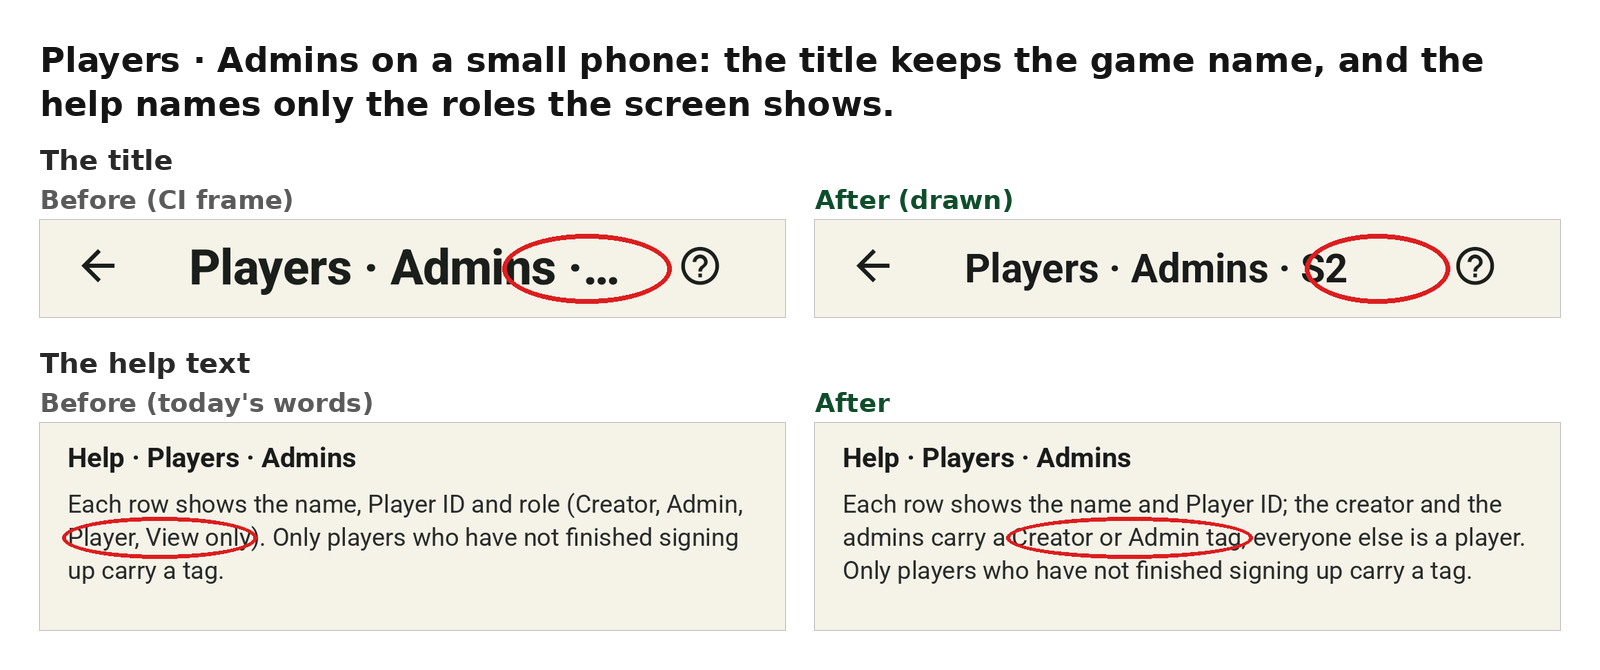 Players · Admins on a small phone: the title keeps the game name, and the
help names only the roles the screen shows.
The title
Before (CI frame)
After (drawn)
Players · Admins ·...
Players · Admins · S2
The help text
Before (today's words)
After
Help · Players · Admins
Each row shows the name, Player ID and role (Creator, Admin,
Player, View only). Only players who have not finished signing
up carry a tag.
Help · Players · Admins
Each row shows the name and Player ID; the creator and the
admins carry a Creator or Admin tag, everyone else is a player.
Only players who have not finished signing up carry a tag.